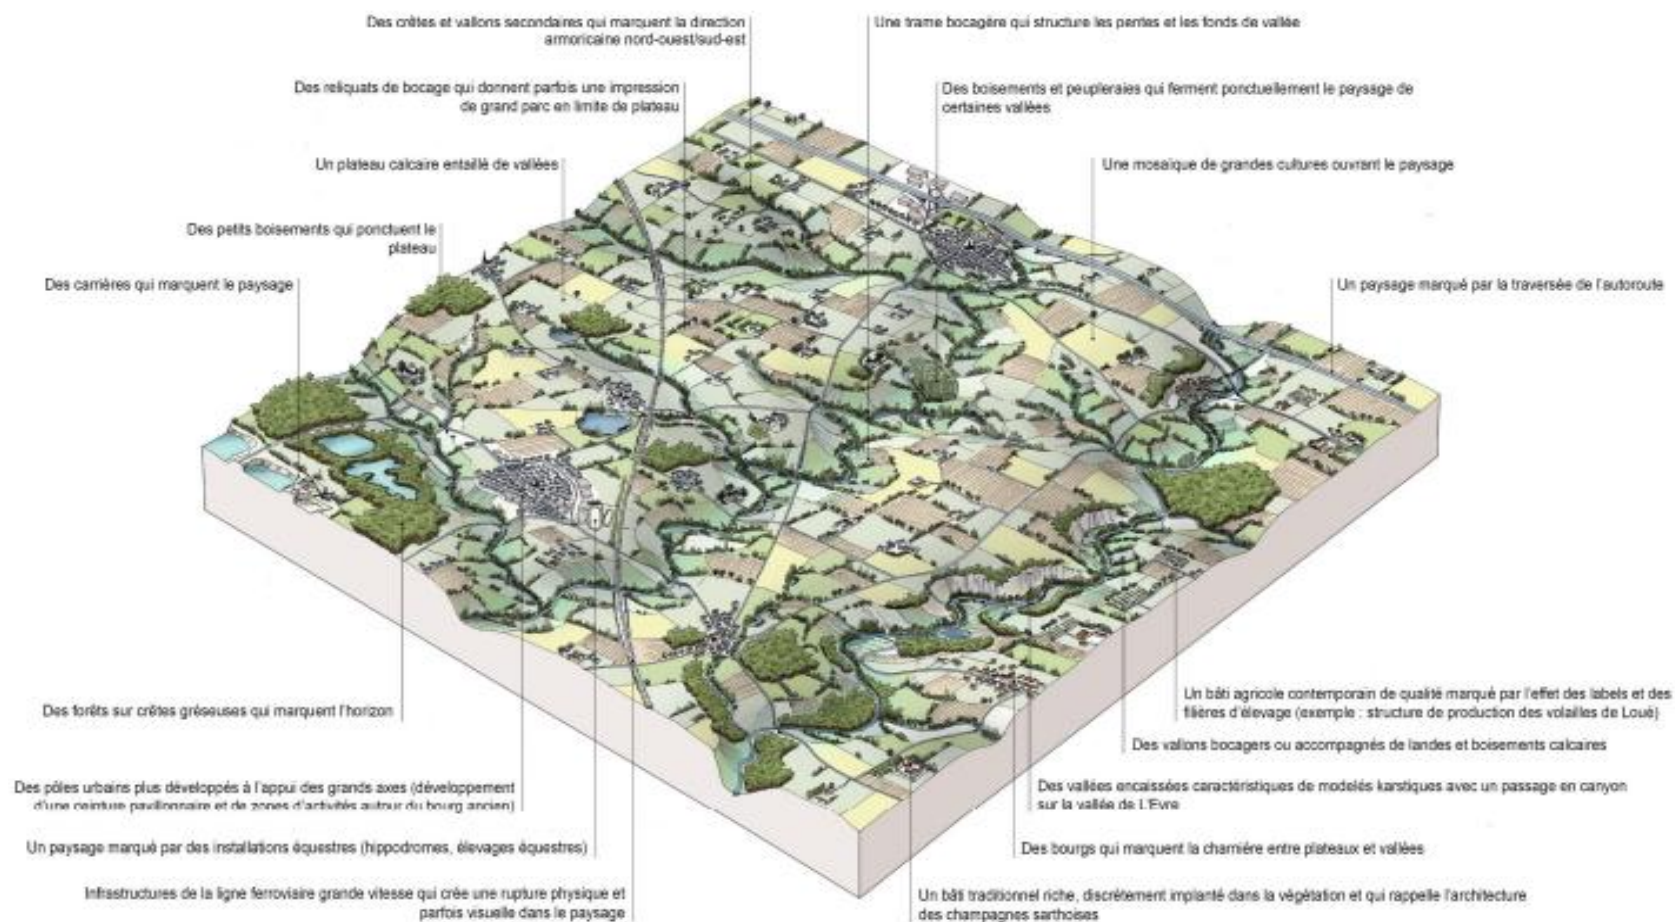 Des crêtes et vallons secondaires qui marquent la direction
armoricaine nord-ouest/sud-est
Une trame bocagère qui structure les pentes et les fonds de vallée
Des reliquats de bocage qui donnent parfois une impression
de grand parc en limite de plateau
Des boisements et peupleraies qui ferment ponctuellement le paysage de
certaines vallées
Un plateau calcaire entaillé de vallées
Une mosaïque de grandes cultures ouvrant le paysage
Des petits boisements qui ponctuent le
plateau
Des carrières qui marquent le paysage
Un paysage marqué par la traversée de l'autoroute
Des forêts sur crêtes gréseuses qui marquent l'horizon
Un bâti agricole contemporain de qualité marqué par l'effet des labels et des
filières d'élevage (exemple : structure de production des volailles de Loué)
Des vallons bocagers ou accompagnés de landes et boisements calcaires
Des pôles urbains plus développés à l'appui des grands axes (développement
d'une ceinture pavillonnaire et de zones d'activités autour du bourg ancien)
Des vallées encaissées caractéristiques de modelés karstiques avec un passage en canyon
sur la vallée de L'Evre
Un paysage marqué par des installations équestres (hippodromes, élevages équestres)
Des bourgs qui marquent la charnière entre plateaux et vallées
Infrastructures de la ligne ferroviaire grande vitesse qui crée une rupture physique et
parfois visuelle dans le paysage
Un bâti traditionnel riche, discrètement implanté dans la végétation et qui rappelle l'architecture
des champagnes sarthoises